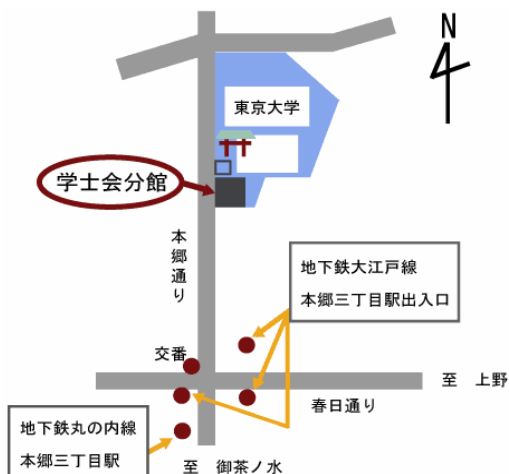 N
東京大学
学士会分館
本郷通り
地下鉄大江戸線
本郷三丁目駅出入口
交番
至 上野
春日通り
地下鉄丸の内線
本郷三丁目駅
至 御茶ノ水